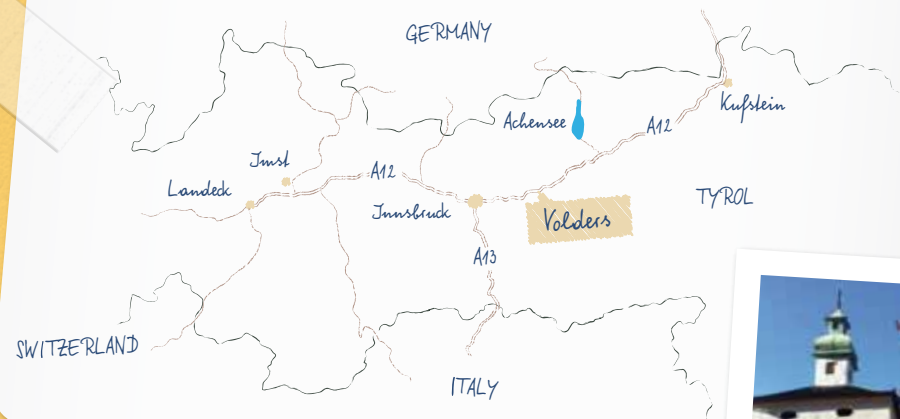 GERMANY
Kufstein
Achensee
A12
Imst
A12
Landeck
TYROL
Innsbruck
Volders
A13
SWITZERLAND
ITALY